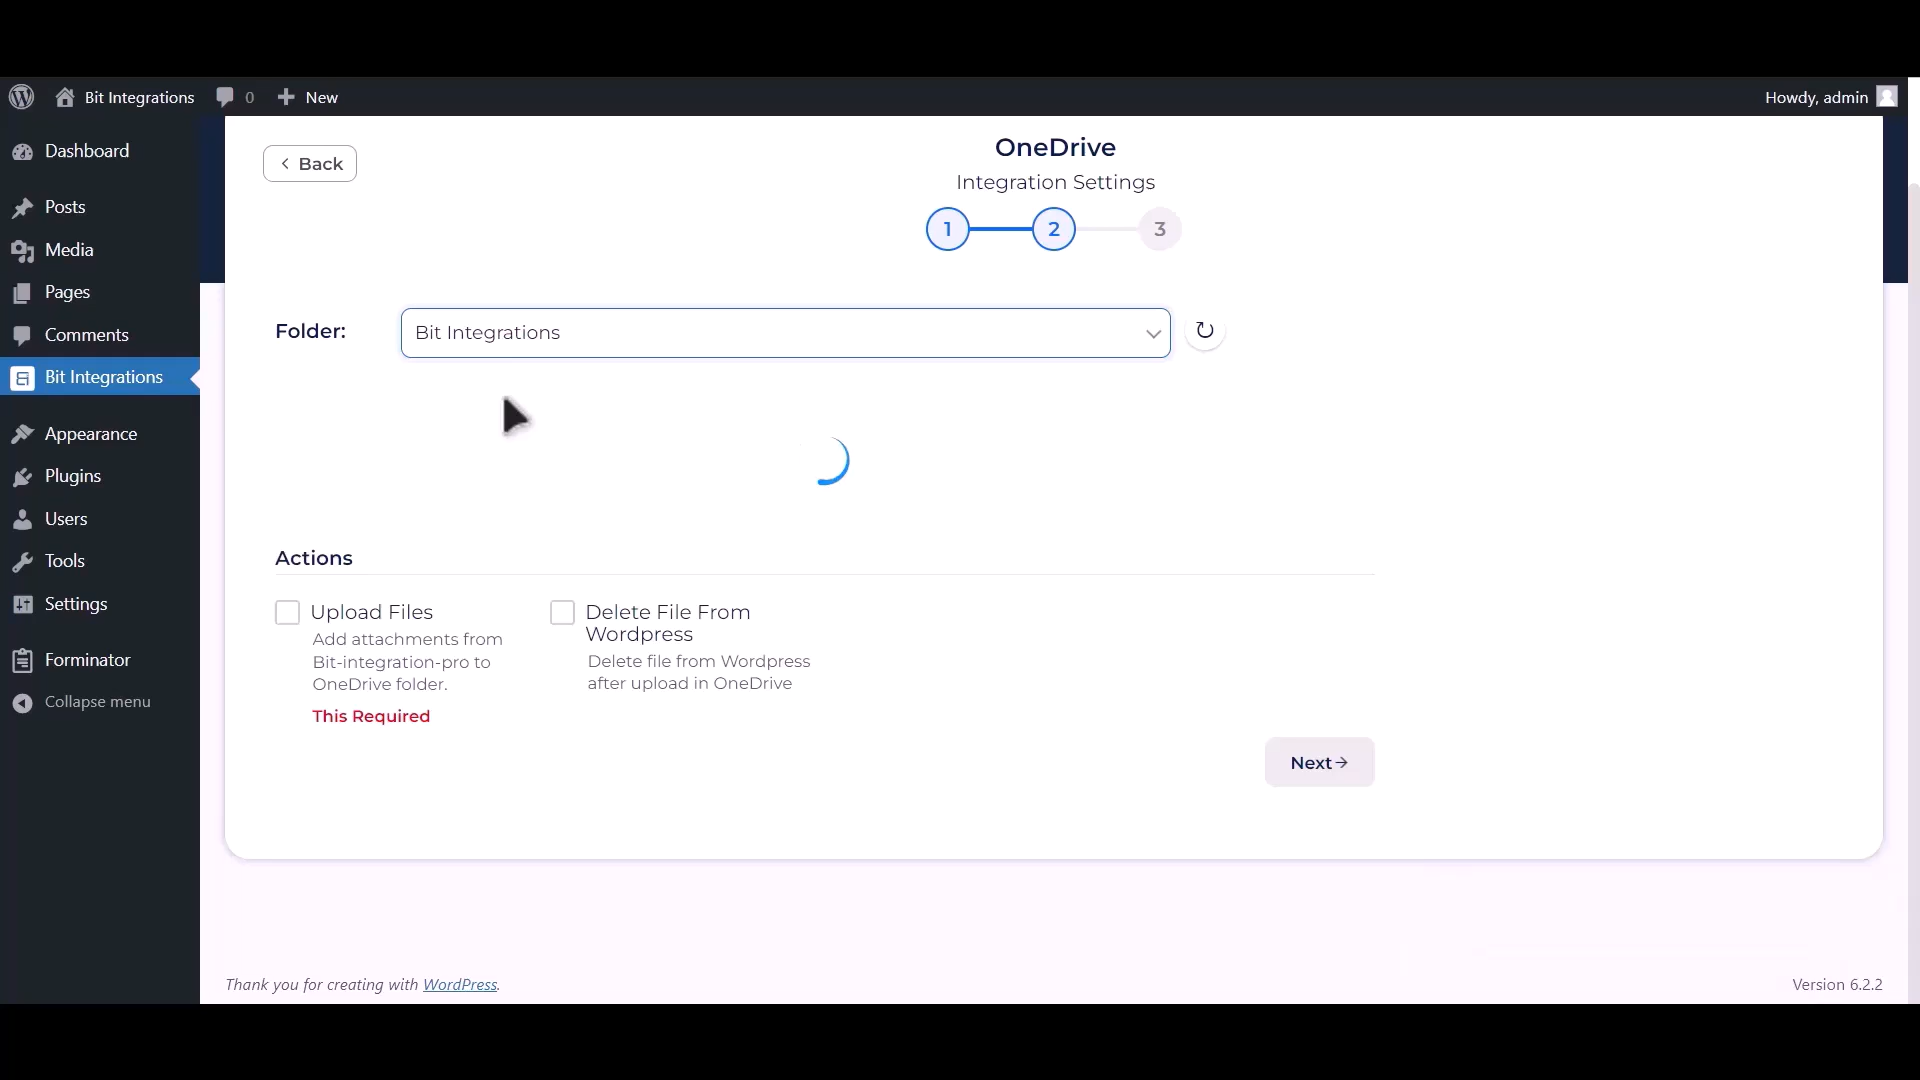 Bit Integrations
0
New
Howdy, admin
Dashboard
Posts
Media
Pages
Comments
Bit Integrations
Appearance
Plugins
Users
Tools
Settings
Forminator
Collapse menu
Back
OneDrive
Integration Settings
1
2
3
Folder:
Bit Integrations
Actions
Upload Files
Add attachments from
Bit-integration-pro to
OneDrive folder.
This Required
Delete File From
Wordpress
Delete file from Wordpress
after upload in OneDrive
Next
Thank you for creating with WordPress.
Version 6.2.2